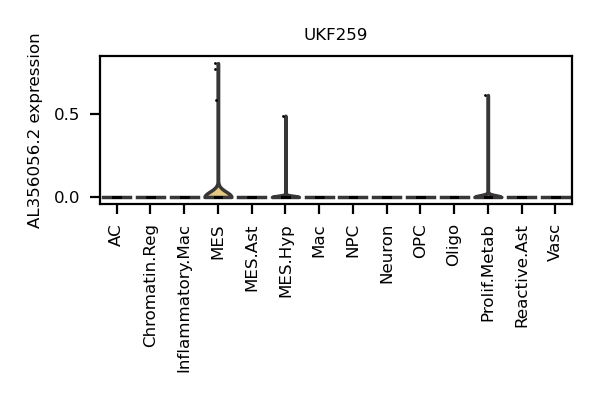 UKF259
AL356056.2 expression
0.5
0.0
AC
Chromatin.Reg
Inflammatory.Mac
MES
MES.Ast
MES.Hyp
Mac
NPC
Neuron
OPC
Oligo
Prolif.Metab
Reactive.Ast
Vasc